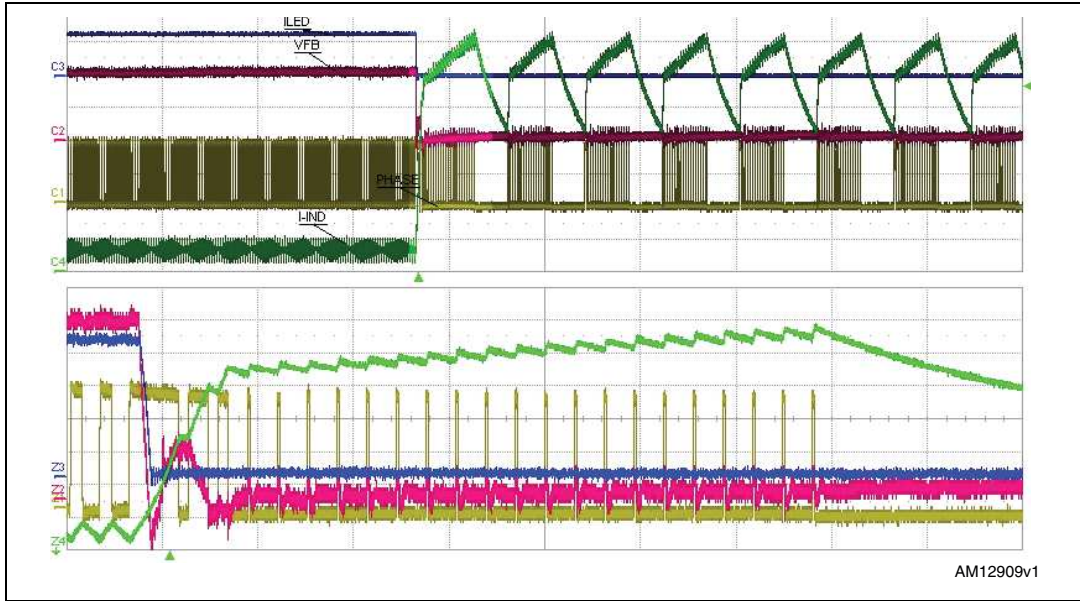 ILED
VFB
C3
C2
PHASE
C1
I-IND
C4
Z3
Z4
AM12909v1